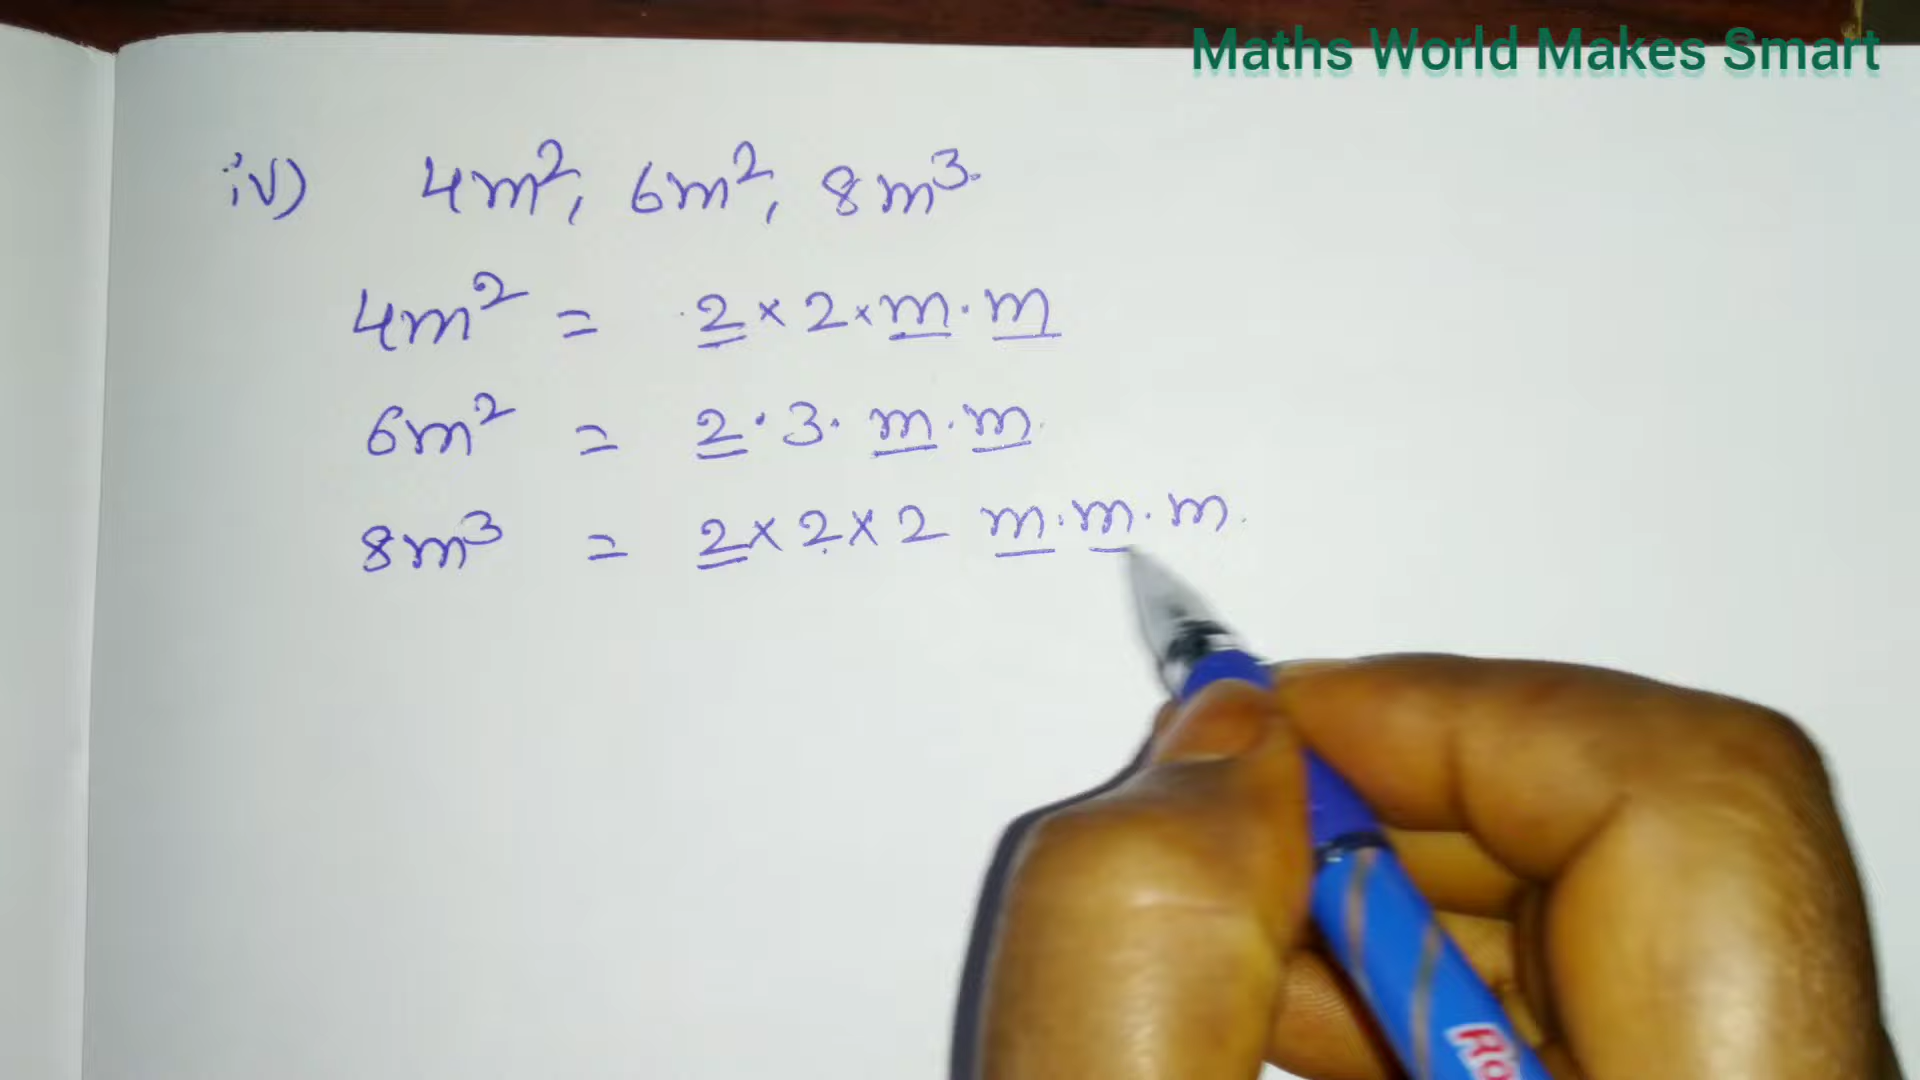 Maths World Makes Smart
iv) 4m², 6m², 8m³.
4m² = 2 × 2 × m · m
6m² = 2 · 3 · m · m.
8m³ = 2 × 2 × 2 m · m · m.